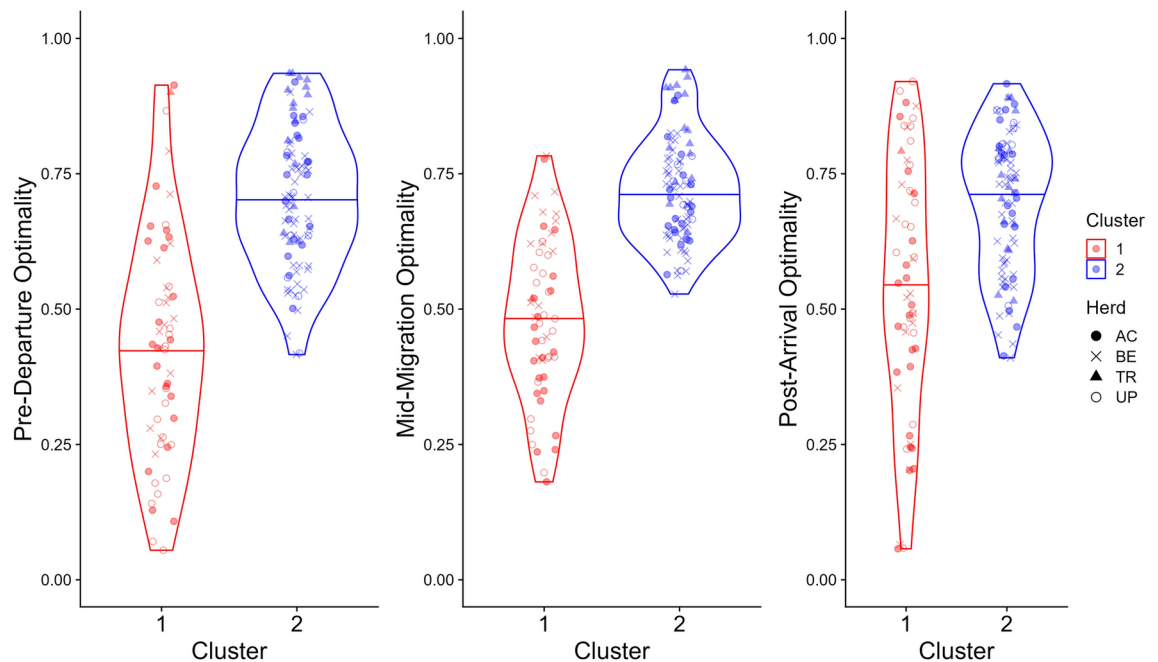 Pre-Departure Optimality
1.00
0.75
0.50
0.25
0.00
1 2
Cluster
Mid-Migration Optimality
1.00
0.75
0.50
0.25
0.00
1 2
Cluster
Post-Arrival Optimality
1.00
0.75
0.50
0.25
0.00
1 2
Cluster
Cluster
1
2
Herd
AC
BE
TR
UP